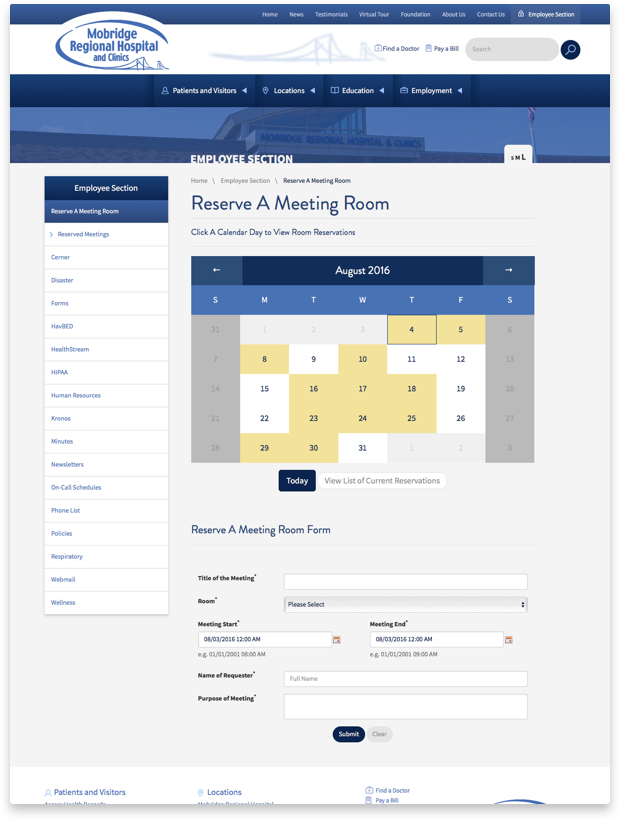 Home News Testimonials Virtual Tour Foundation About Us Contact Us Employee Section
Mobridge
Regional Hospital
and Clinics
Find a Doctor Pay a Bill Search
Patients and Visitors Locations Education Employment
MOBRIDGE REGIONAL HOSPITAL & CLINICS
EMPLOYEE SECTION
S M L
Employee Section
Reserve A Meeting Room
Reserved Meetings
Cerner
Disaster
Forms
HavBED
HealthStream
HIPAA
Human Resources
Kronos
Minutes
Newsletters
On-Call Schedules
Phone List
Policies
Respiratory
Webmail
Wellness
Home \ Employee Section \ Reserve A Meeting Room
Reserve A Meeting Room
Click A Calendar Day to View Room Reservations
← August 2016 →
S M T W T F S
31 1 2 3 4 5 6
7 8 9 10 11 12 13
14 15 16 17 18 19 20
21 22 23 24 25 26 27
28 29 30 31 1 2 3
Today View List of Current Reservations
Reserve A Meeting Room Form
Title of the Meeting*
Room* Please Select
Meeting Start* Meeting End*
08/03/2016 12:00 AM 08/03/2016 12:00 AM
e.g. 01/01/2001 08:00 AM e.g. 01/01/2001 09:00 AM
Name of Requester* Full Name
Purpose of Meeting*
Submit Clear
Patients and Visitors Locations Find a Doctor
Pay a Bill